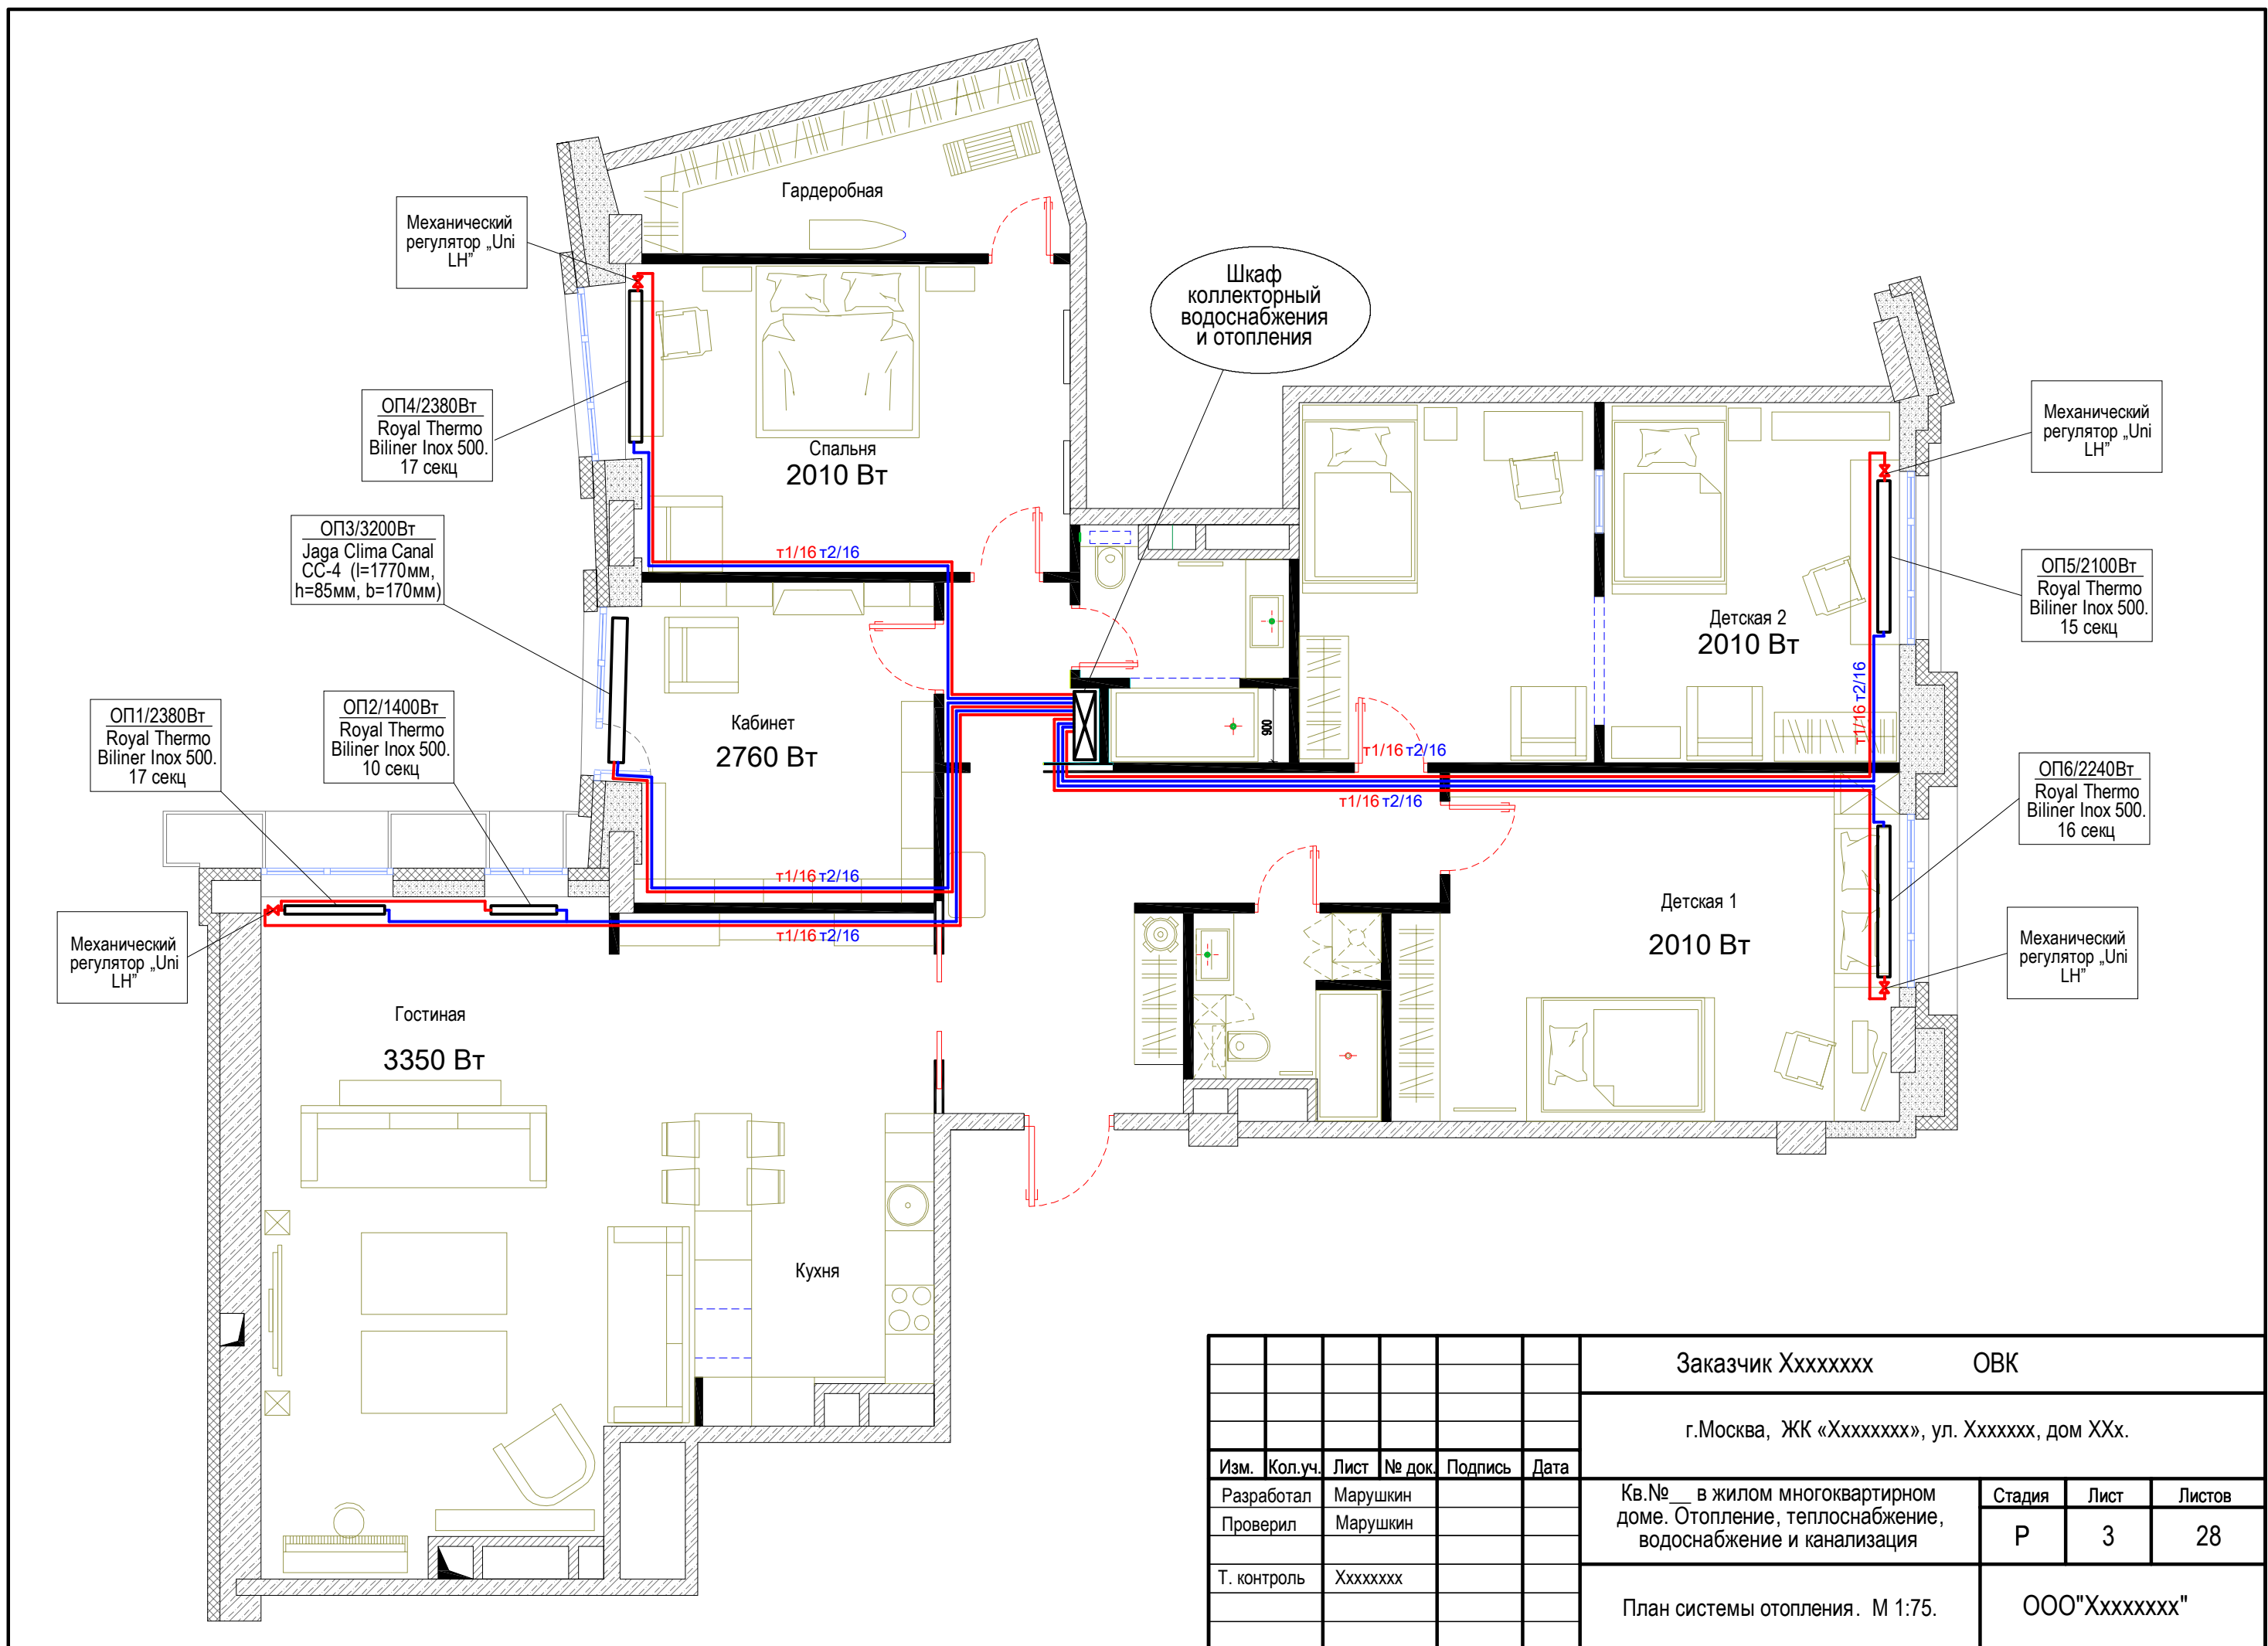 Гардеробная
Механический
регулятор „Uni
LH”
Шкаф
коллекторный
водоснабжения
и отопления
ОП4/2380Вт
Royal Thermo
Biliner Inox 500.
17 секц
Спальня
2010 Вт
Механический
регулятор „Uni
LH”
ОП3/3200Вт
Jaga Clima Canal
СС-4 (l=1770мм,
h=85мм, b=170мм)
т1/16 т2/16
ОП5/2100Вт
Royal Thermo
Biliner Inox 500.
15 секц
Детская 2
2010 Вт
т1/16 т2/16
ОП1/2380Вт
Royal Thermo
Biliner Inox 500.
17 секц
ОП2/1400Вт
Royal Thermo
Biliner Inox 500.
10 секц
Кабинет
2760 Вт
900
т1/16 т2/16
т1/16 т2/16
ОП6/2240Вт
Royal Thermo
Biliner Inox 500.
16 секц
т1/16 т2/16
т1/16 т2/16
Механический
регулятор „Uni
LH”
Детская 1
2010 Вт
Механический
регулятор „Uni
LH”
Гостиная
3350 Вт
Кухня
Заказчик Xxxxxxxx ОВК
г.Москва, ЖК «Xxxxxxxx», ул. Xxxxxxx, дом XXx.
Изм. Кол.уч. Лист № док. Подпись Дата
Разработал Марушкин
Проверил Марушкин
Т. контроль Xxxxxxxx
Кв.№__ в жилом многоквартирном
доме. Отопление, теплоснабжение,
водоснабжение и канализация
Стадия Лист Листов
Р 3 28
План системы отопления. М 1:75.
ООО"Xxxxxxxx"